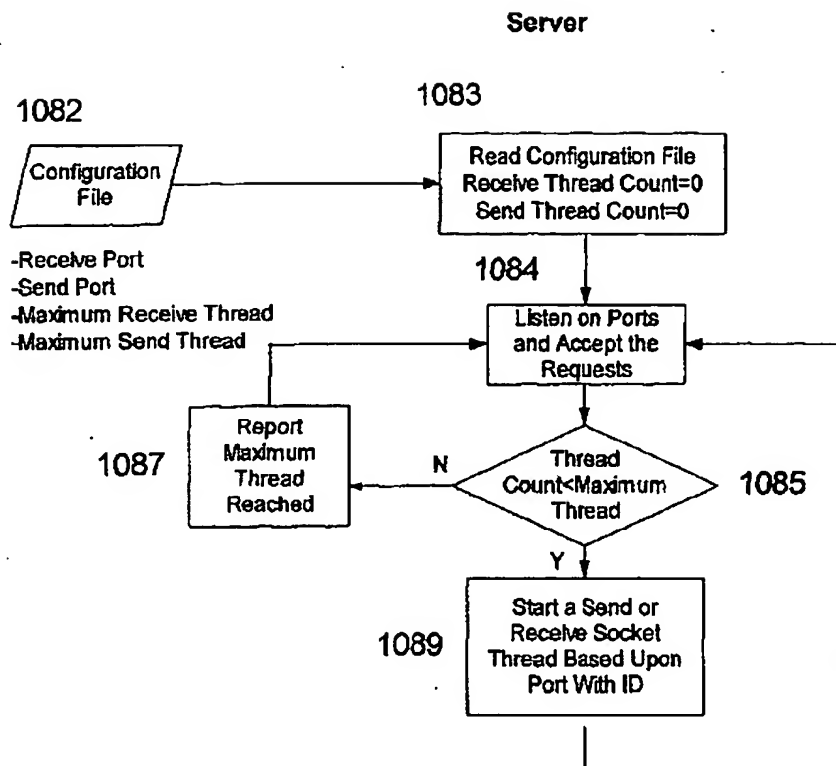 Server
1082
1083
Configuration
File
Read Configuration File
Receive Thread Count=0
Send Thread Count=0
-Receive Port
-Send Port
-Maximum Receive Thread
-Maximum Send Thread
1084
Listen on Ports
and Accept the
Requests
1087
Report
Maximum
Thread
Reached
N
Thread
Count<Maximum
Thread
1085
Y
1089
Start a Send or
Receive Socket
Thread Based Upon
Port With ID